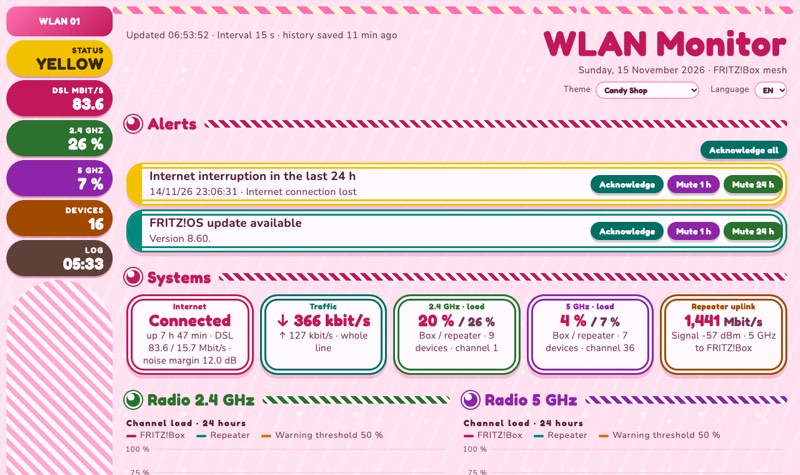 WLAN 01
STATUS
YELLOW
DSL MBIT/S
83.6
2.4 GHZ
26 %
5 GHZ
7 %
DEVICES
16
LOG
05:33
Updated 06:53:52 · Interval 15 s · history saved 11 min ago
WLAN Monitor
Sunday, 15 November 2026 · FRITZ!Box mesh
Theme Candy Shop Language EN
Alerts
Acknowledge all
Internet interruption in the last 24 h
14/11/26 23:06:31 · Internet connection lost
Acknowledge Mute 1 h Mute 24 h
FRITZ!OS update available
Version 8.60.
Acknowledge Mute 1 h Mute 24 h
Systems
Internet
Connected
up 7 h 47 min · DSL
83.6 / 15.7 Mbit/s ·
noise margin 12.0 dB
Traffic
↓ 366 kbit/s
↑ 127 kbit/s · whole
line
2.4 GHz · load
20 % / 26 %
Box / repeater · 9
devices · channel 1
5 GHz · load
4 % / 7 %
Box / repeater · 7
devices · channel 36
Repeater uplink
1,441 Mbit/s
Signal -57 dBm · 5 GHz
to FRITZ!Box
Radio 2.4 GHz
Channel load · 24 hours
FRITZ!Box Repeater Warning threshold 50 %
100 %
75 %
Radio 5 GHz
Channel load · 24 hours
FRITZ!Box Repeater Warning threshold 50 %
100 %
75 %